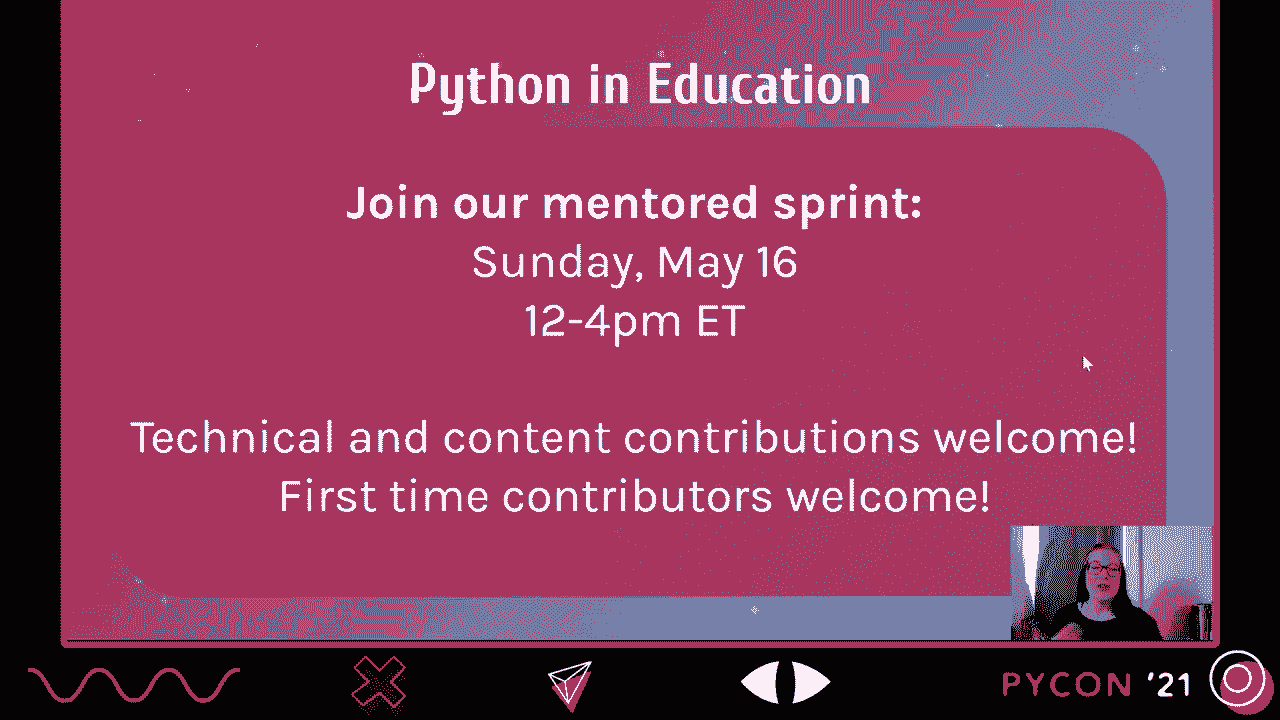 Python in Education
Join our mentored sprint:
Sunday, May 16
12-4pm ET
Technical and content contributions welcome!
First time contributors welcome!
PYCON '21